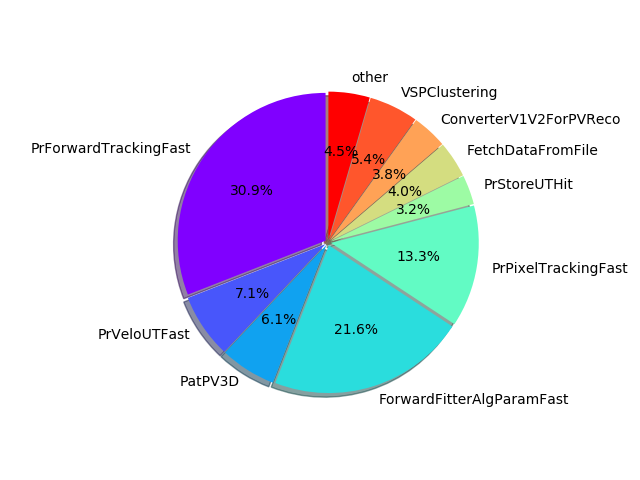 other
VSPClustering
ConverterV1V2ForPVReco
FetchDataFromFile
PrStoreUTHit
PrPixelTrackingFast
ForwardFitterAlgParamFast
PatPV3D
PrVeloUTFast
PrForwardTrackingFast
4.5%
5.4%
3.8%
4.0%
3.2%
13.3%
21.6%
6.1%
7.1%
30.9%